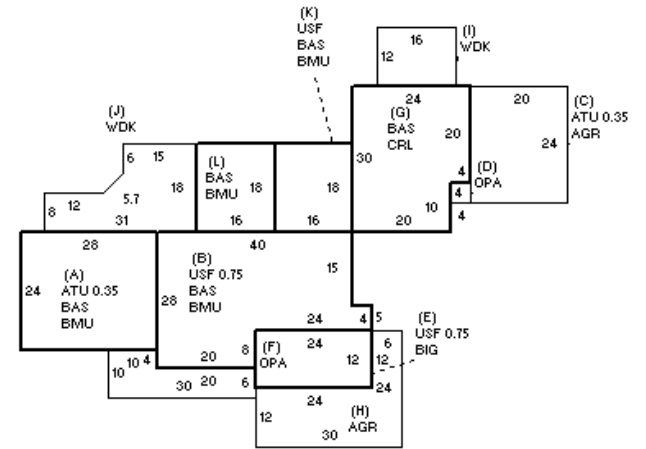 (K)
USF
BAS
BMU
16
(I)
WDK
12
24
(G)
BAS
CRL
20
30
20
24
(C)
ATU 0.35
AGR
(J)
WDK
6
15
(L)
BAS
BMU
18
18
18
4
(D)
OPA
4
4
10
20
8
12
5.7
31
16
16
28
(A)
ATU 0.35
BAS
BMU
24
40
(B)
USF 0.75
BAS
BMU
28
15
24
4
5
(E)
USF 0.75
BIG
(F)
OPA
24
12
6
12
24
20
8
10
10
4
30
20
6
24
12
(H)
AGR
30